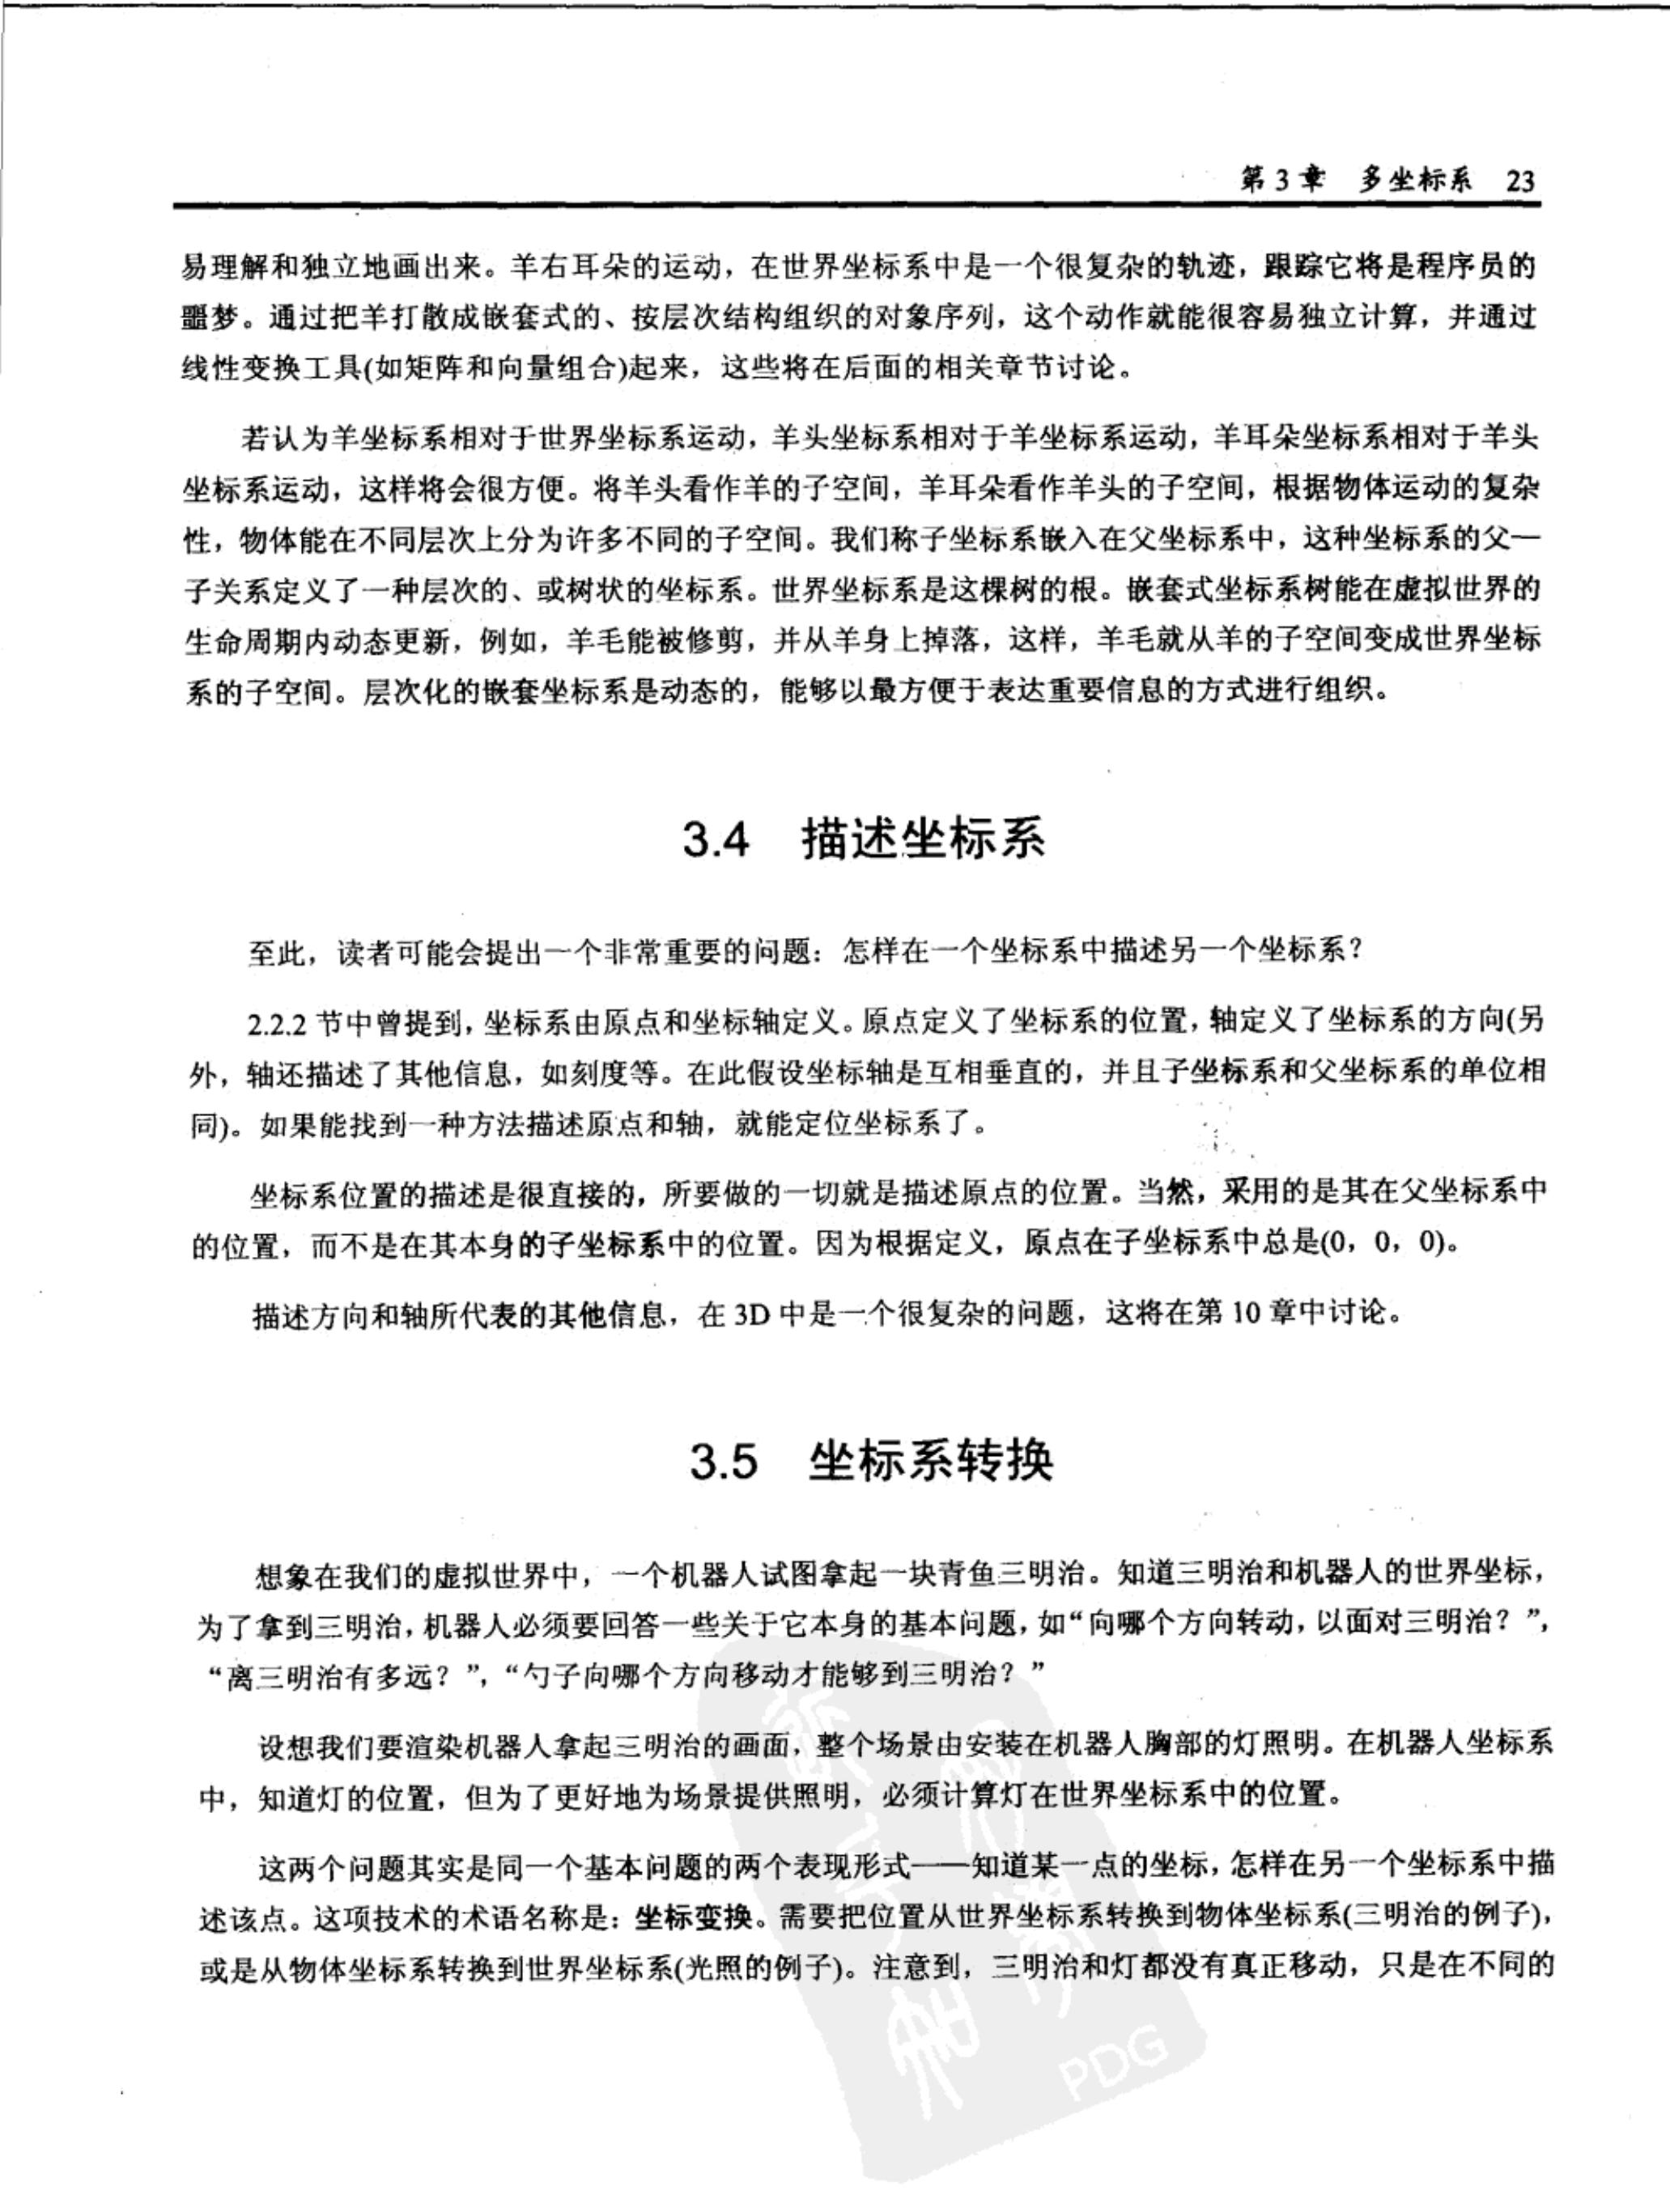 第 3 章 多坐标系 23
易理解和独立地画出来。羊右耳朵的运动，在世界坐标系中是一个很复杂的轨迹，跟踪它将是程序员的
噩梦。通过把羊打散成嵌套式的、按层次结构组织的对象序列，这个动作就能很容易独立计算，并通过
线性变换工具(如矩阵和向量组合)起来，这些将在后面的相关章节讨论。
若认为羊坐标系相对于世界坐标系运动，羊头坐标系相对于羊坐标系运动，羊耳朵坐标系相对于羊头
坐标系运动，这样将会很方便。将羊头看作羊的子空间，羊耳朵看作羊头的子空间，根据物体运动的复杂
性，物体能在不同层次上分为许多不同的子空间。我们称子坐标系嵌入在父坐标系中，这种坐标系的父—
子关系定义了一种层次的、或树状的坐标系。世界坐标系是这棵树的根。嵌套式坐标系树能在虚拟世界的
生命周期内动态更新，例如，羊毛能被修剪，并从羊身上掉落，这样，羊毛就从羊的子空间变成世界坐标
系的子空间。层次化的嵌套坐标系是动态的，能够以最方便于表达重要信息的方式进行组织。
3.4 描述坐标系
至此，读者可能会提出一个非常重要的问题：怎样在一个坐标系中描述另一个坐标系？
2.2.2 节中曾提到，坐标系由原点和坐标轴定义。原点定义了坐标系的位置，轴定义了坐标系的方向(另
外，轴还描述了其他信息，如刻度等。在此假设坐标轴是互相垂直的，并且子坐标系和父坐标系的单位相
同)。如果能找到一种方法描述原点和轴，就能定位坐标系了。
坐标系位置的描述是很直接的，所要做的一切就是描述原点的位置。当然，采用的是其在父坐标系中
的位置，而不是在其本身的子坐标系中的位置。因为根据定义，原点在子坐标系中总是(0，0，0)。
描述方向和轴所代表的其他信息，在 3D 中是一个很复杂的问题，这将在第 10 章中讨论。
3.5 坐标系转换
想象在我们的虚拟世界中，一个机器人试图拿起一块青鱼三明治。知道三明治和机器人的世界坐标，
为了拿到三明治，机器人必须要回答一些关于它本身的基本问题，如“向哪个方向转动，以面对三明治？”，
“离三明治有多远？”，“勺子向哪个方向移动才能够到三明治？”
设想我们要渲染机器人拿起三明治的画面，整个场景由安装在机器人胸部的灯照明。在机器人坐标系
中，知道灯的位置，但为了更好地为场景提供照明，必须计算灯在世界坐标系中的位置。
这两个问题其实是同一个基本问题的两个表现形式——知道某一点的坐标，怎样在另一个坐标系中描
述该点。这项技术的术语名称是：坐标变换。需要把位置从世界坐标系转换到物体坐标系(三明治的例子)，
或是从物体坐标系转换到世界坐标系(光照的例子)。注意到，三明治和灯都没有真正移动，只是在不同的
PDG